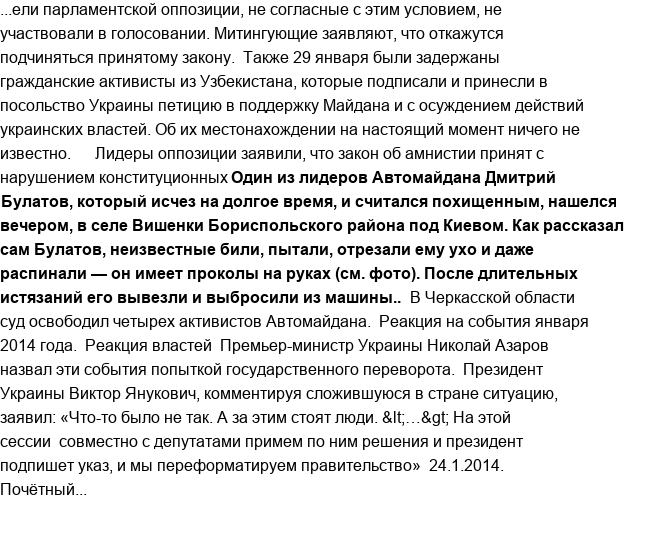 ...ели парламентской оппозиции, не согласные с этим условием, не
участвовали в голосовании. Митингующие заявляют, что откажутся
подчиняться принятому закону.  Также 29 января были задержаны
гражданские активисты из Узбекистана, которые подписали и принесли в
посольство Украины петицию в поддержку Майдана и с осуждением действий
украинских властей. Об их местонахождении на настоящий момент ничего не
известно.      Лидеры оппозиции заявили, что закон об амнистии принят с
нарушением конституционных Один из лидеров Автомайдана Дмитрий
Булатов, который исчез на долгое время, и считался похищенным, нашелся
вечером, в селе Вишенки Бориспольского района под Киевом. Как рассказал
сам Булатов, неизвестные били, пытали, отрезали ему ухо и даже
распинали — он имеет проколы на руках (см. фото). После длительных
истязаний его вывезли и выбросили из машины..  В Черкасской области
суд освободил четырех активистов Автомайдана.  Реакция на события января
2014 года.  Реакция властей  Премьер-министр Украины Николай Азаров
назвал эти события попыткой государственного переворота.  Президент
Украины Виктор Янукович, комментируя сложившуюся в стране ситуацию,
заявил: «Что-то было не так. А за этим стоят люди. &lt;…&gt; На этой
сессии  совместно с депутатами примем по ним решения и президент
подпишет указ, и мы переформатируем правительство»  24.1.2014.
Почётный...